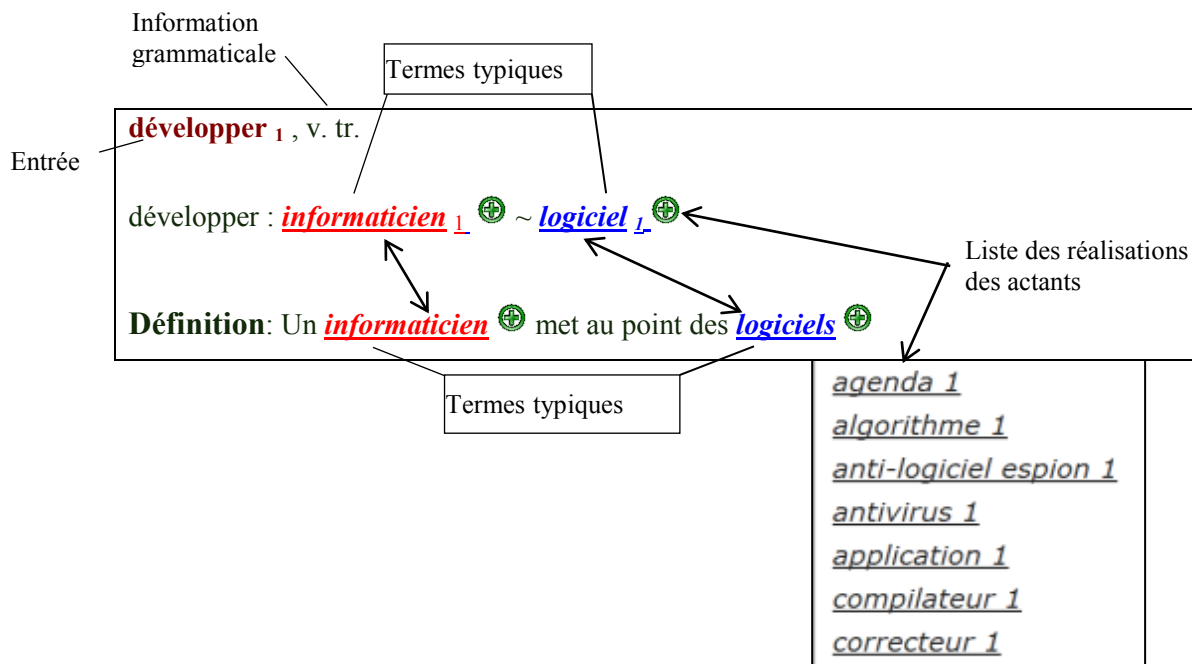 Information
grammaticale
Termes typiques
développer 1 , v. tr.
Entrée
développer : informaticien 1 ~ logiciel 1
Liste des réalisations
des actants
Définition: Un informaticien met au point des logiciels
Termes typiques
agenda 1
algorithme 1
anti-logiciel espion 1
antivirus 1
application 1
compilateur 1
correcteur 1